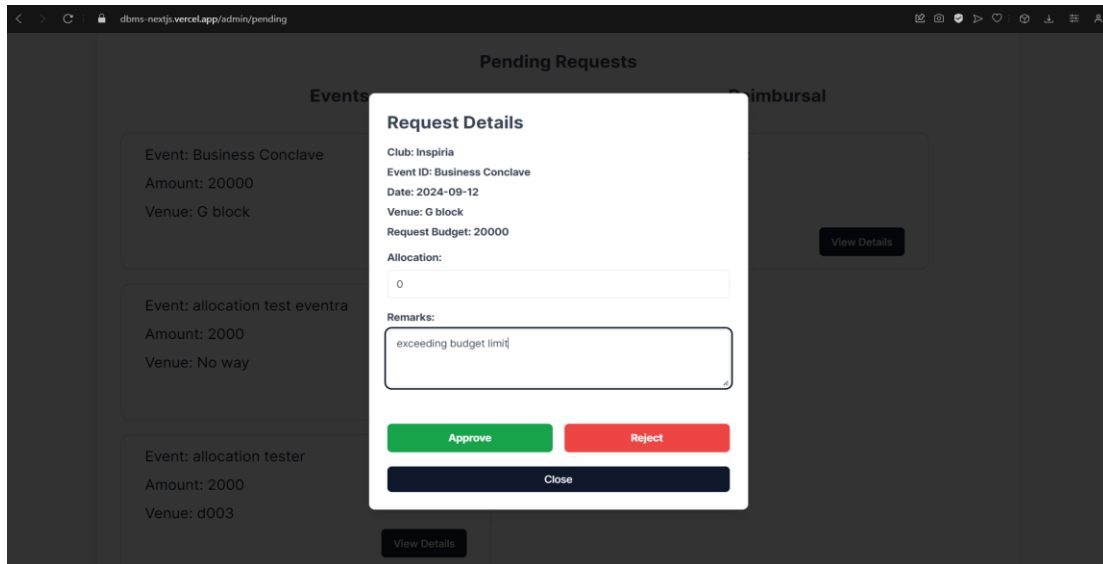 dbms-nextjs.vercel.app/admin/pending
Pending Requests
Events
Reimbursal
Event: Business Conclave
Amount: 20000
Venue: G block
View Details
Event: allocation test eventra
Amount: 2000
Venue: No way
Event: allocation tester
Amount: 2000
Venue: d003
View Details
Request Details
Club: Inspiria
Event ID: Business Conclave
Date: 2024-09-12
Venue: G block
Request Budget: 20000
Allocation:
0
Remarks:
exceeding budget limit
Approve
Reject
Close